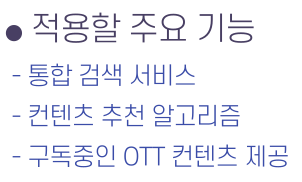 ● 적용할 주요 기능
- 통합 검색 서비스
- 컨텐츠 추천 알고리즘
- 구독중인 OTT 컨텐츠 제공